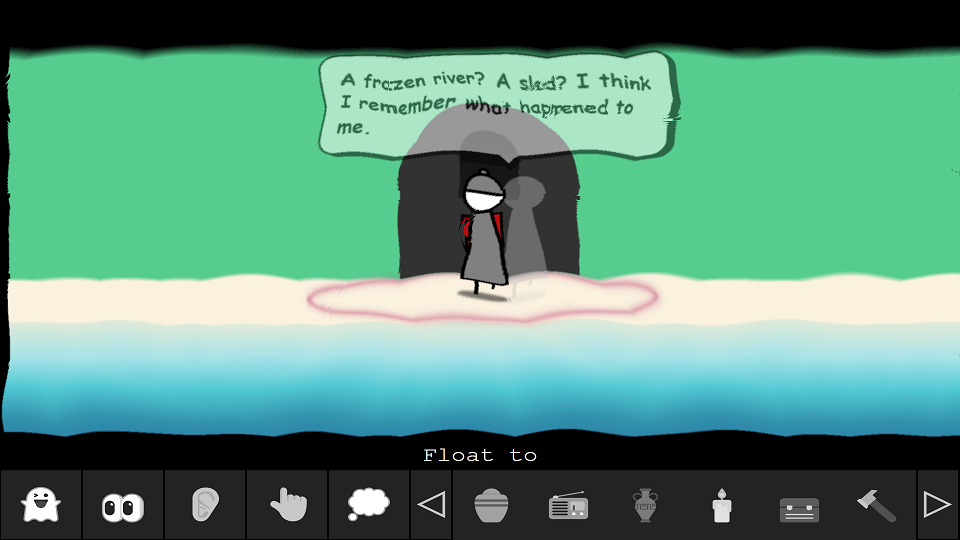 A frozen river? A sled? I think
I remember what happened to
me.
Float to